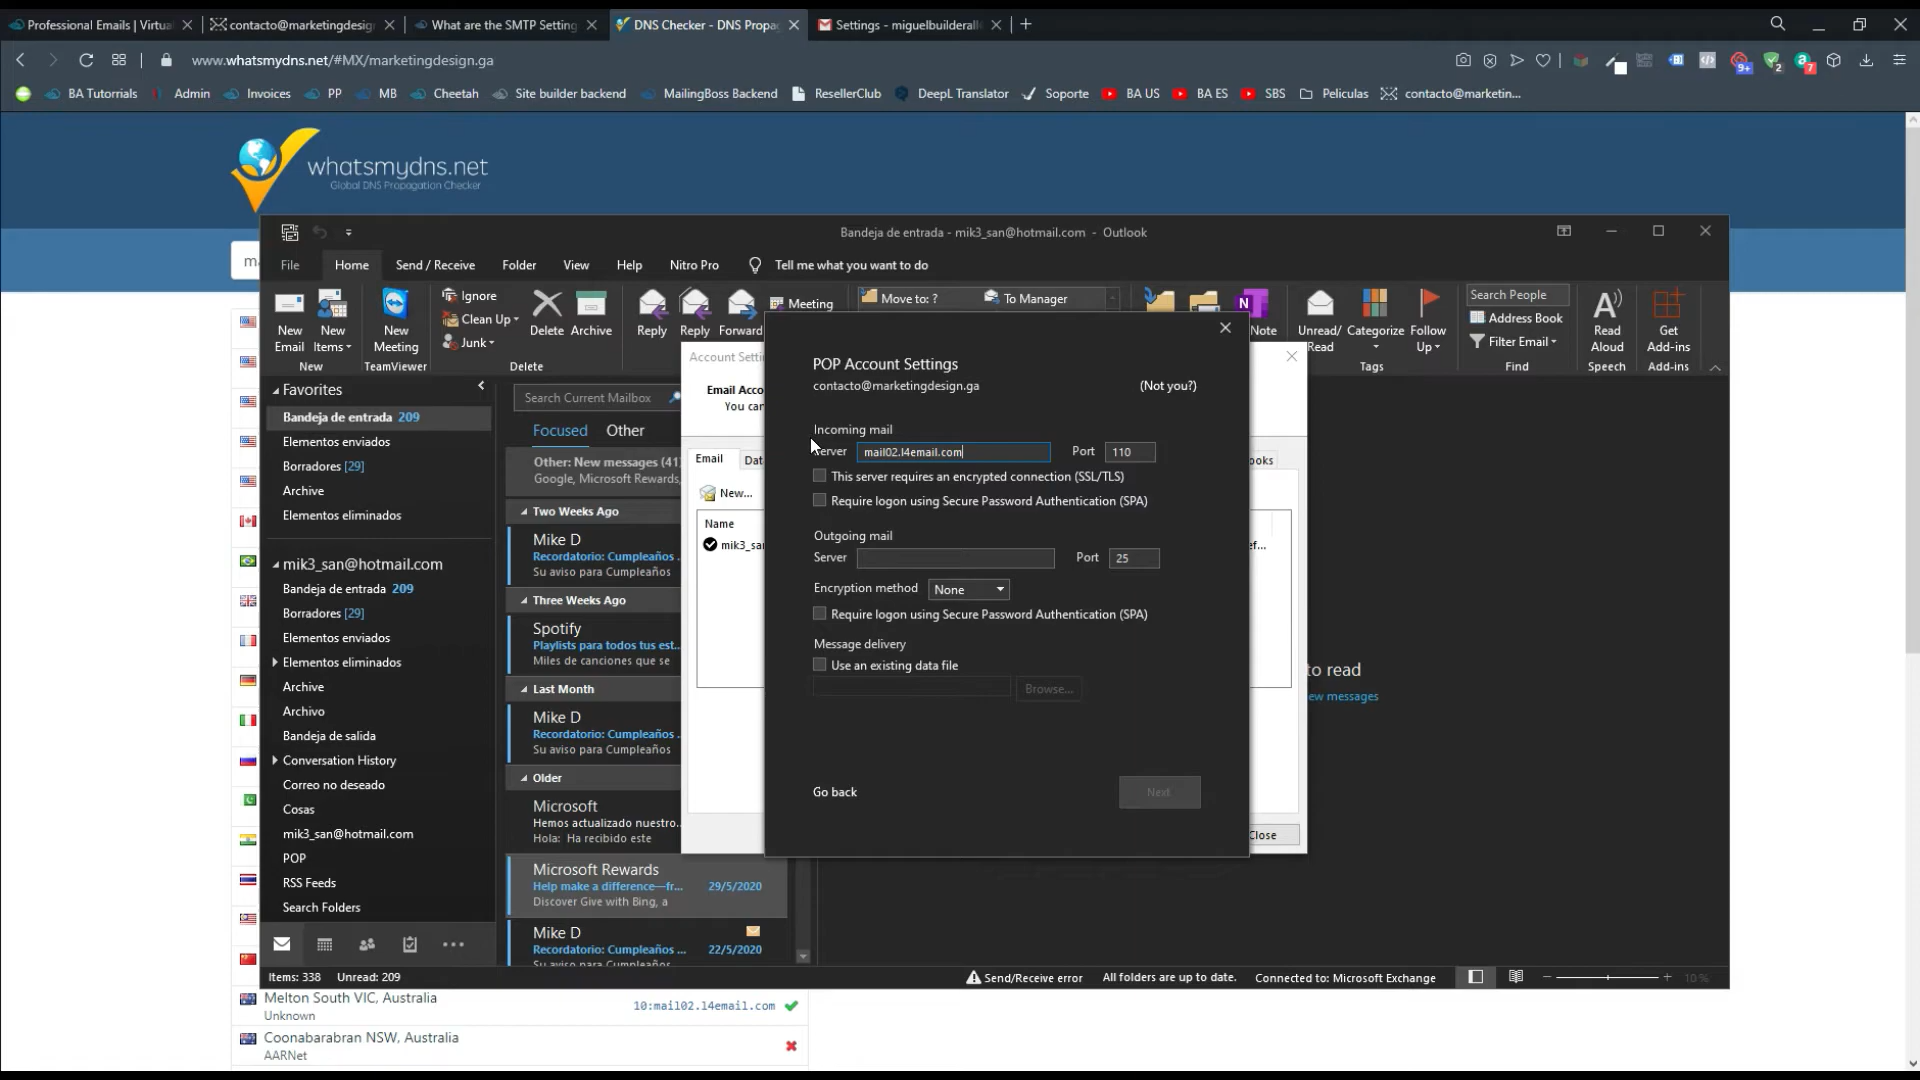 Professional Emails | Virtua
contacto@marketingdesig
What are the SMTP Setting
DNS Checker - DNS Propa
Settings - miguelbuilderall
www.whatsmydns.net/#MX/marketingdesign.ga
9+
2
7
BA Tutorrials
Admin
Invoices
PP
MB
Cheetah
Site builder backend
MailingBoss Backend
ResellerClub
DeepL Translator
Soporte
BA US
BA ES
SBS
Peliculas
contacto@marketin...
whatsmydns.net
Global DNS Propagation Checker
Bandeja de entrada - mik3_san@hotmail.com - Outlook
File
Home
Send / Receive
Folder
View
Help
Nitro Pro
Tell me what you want to do
New
Email
New
Items
New
New
Meeting
TeamViewer
Ignore
Clean Up
Junk
Delete
Archive
Delete
Reply
Reply
Forward
Meeting
Move to: ?
To Manager
N
Note
Unread/
Read
Categorize
Follow
Up
Tags
Search People
Address Book
Filter Email
Find
Read
Aloud
Speech
Get
Add-ins
Add-ins
Favorites
Bandeja de entrada 209
Elementos enviados
Borradores [29]
Archive
Elementos eliminados
mik3_san@hotmail.com
Bandeja de entrada 209
Borradores [29]
Elementos enviados
Elementos eliminados
Archive
Archivo
Bandeja de salida
Conversation History
Correo no deseado
Cosas
mik3_san@hotmail.com
POP
RSS Feeds
Search Folders
Search Current Mailbox
Focused
Other
Other: New messages (41)
Google, Microsoft Rewards,
Two Weeks Ago
Mike D
Recordatorio: Cumpleaños .
Su aviso para Cumpleaños
Three Weeks Ago
Spotify
Playlists para todos tus est...
Miles de canciones que se
Last Month
Mike D
Recordatorio: Cumpleaños .
Su aviso para Cumpleaños
Older
Microsoft
Hemos actualizado nuestro...
Hola: Ha recibido este
Microsoft Rewards
Help make a difference—fr...
29/5/2020
Discover Give with Bing, a
Mike D
Recordatorio: Cumpleaños ...
22/5/2020
Su aviso para Cumpleaños
Account Setti
Email Acco
You can
Email
Dat
ooks
New...
Name
mik3_sa
ef...
Close
POP Account Settings
contacto@marketingdesign.ga
(Not you?)
Incoming mail
Server
mail02.l4email.com
Port
110
This server requires an encrypted connection (SSL/TLS)
Require logon using Secure Password Authentication (SPA)
Outgoing mail
Server
Port
25
Encryption method
None
Require logon using Secure Password Authentication (SPA)
Message delivery
Use an existing data file
Browse...
Go back
Next
to read
ew messages
Items: 338
Unread: 209
Send/Receive error
All folders are up to date.
Connected to: Microsoft Exchange
10 %
Melton South VIC, Australia
Unknown
10:mail02.l4email.com
Coonabarabran NSW, Australia
AARNet